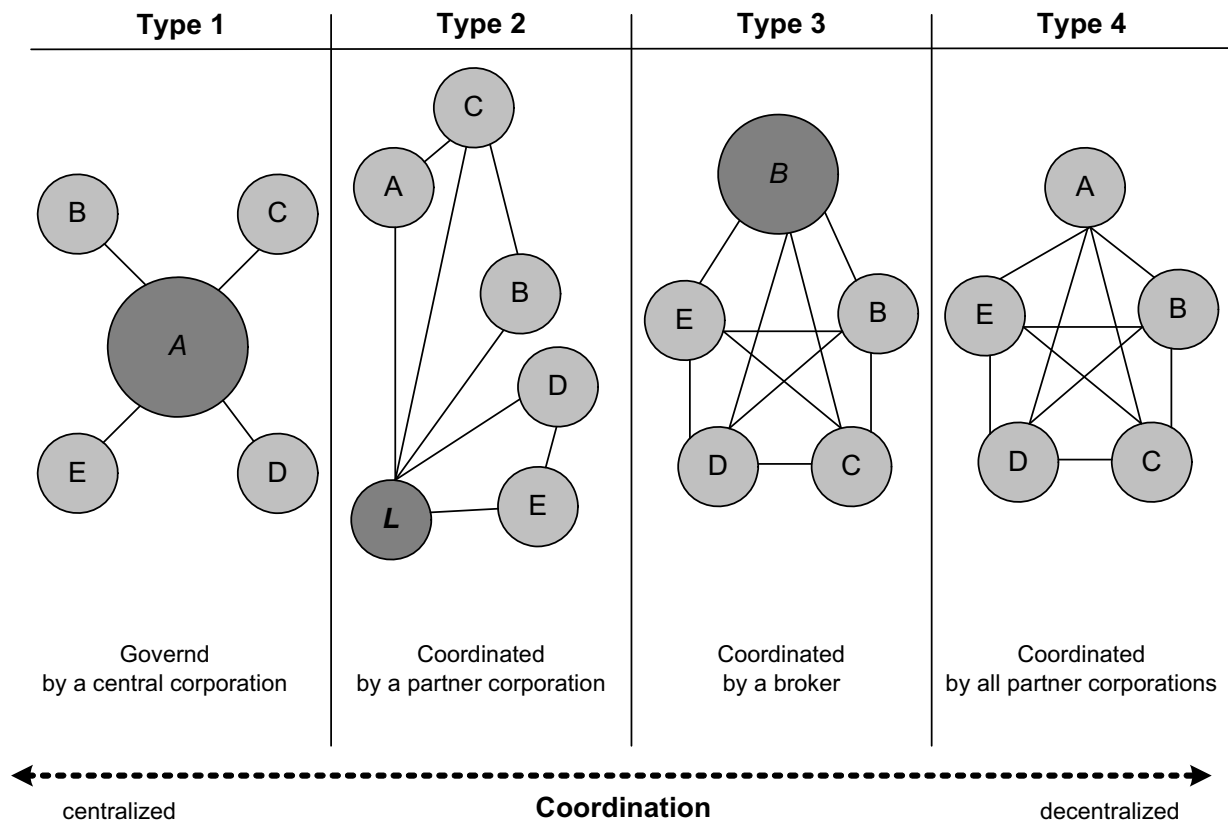 Type 1
Type 2
Type 3
Type 4
B
C
A
E
D
C
A
B
D
E
L
B
E
B
D
C
A
E
B
D
C
Governd
by a central corporation
Coordinated
by a partner corporation
Coordinated
by a broker
Coordinated
by all partner corporations
centralized
Coordination
decentralized